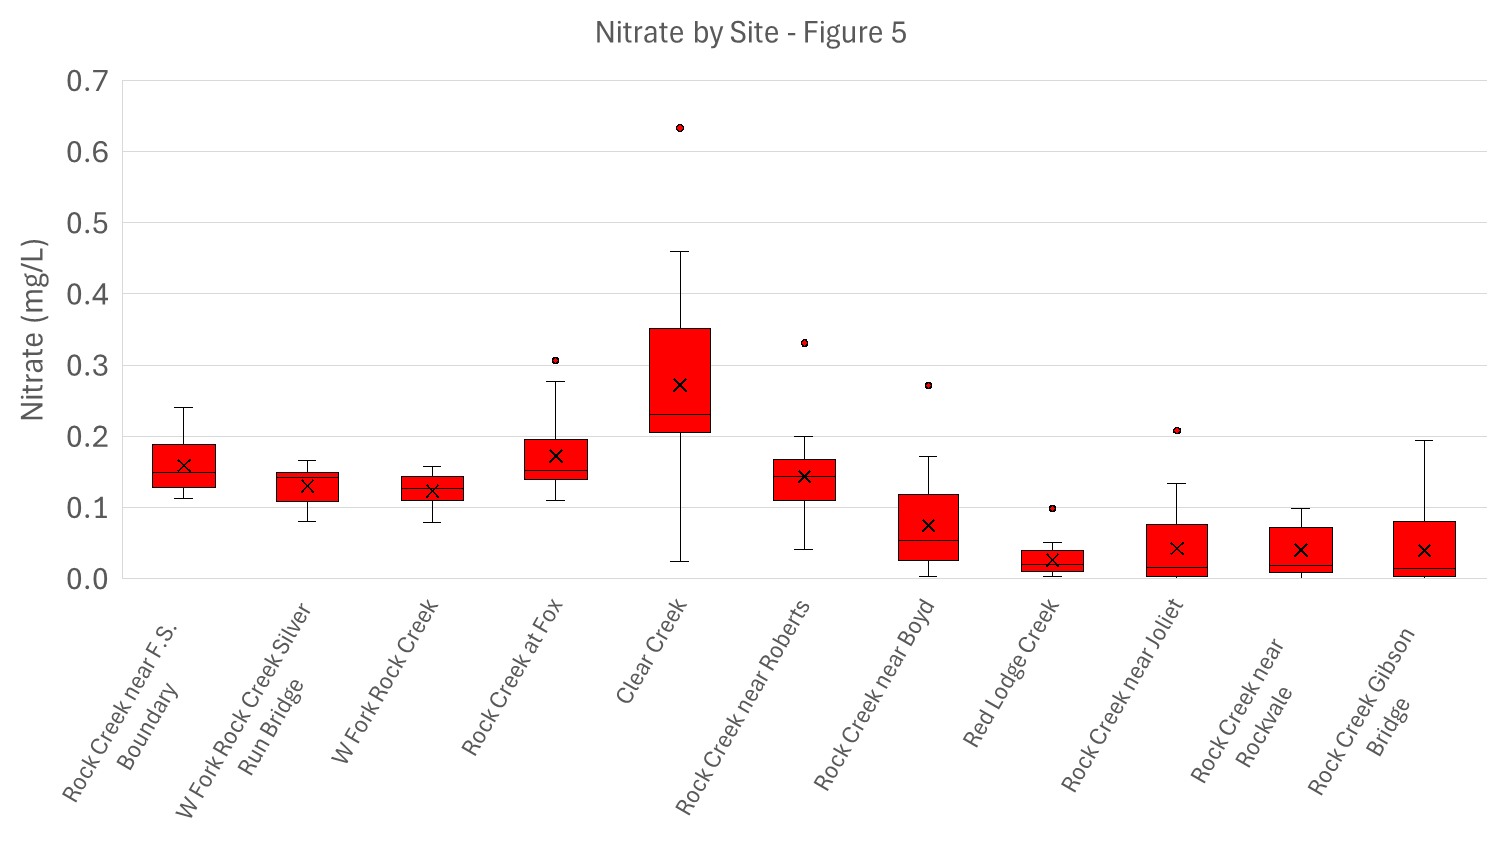 Nitrate by Site - Figure 5
Nitrate (mg/L)
0.7
0.6
0.5
0.4
0.3
0.2
0.1
0.0
Rock Creek near F.S.
Boundary
W Fork Rock Creek Silver
Run Bridge
W Fork Rock Creek
Rock Creek at Fox
Clear Creek
Rock Creek near Roberts
Rock Creek near Boyd
Red Lodge Creek
Rock Creek near Joliet
Rock Creek near
Rockvale
Rock Creek Gibson
Bridge